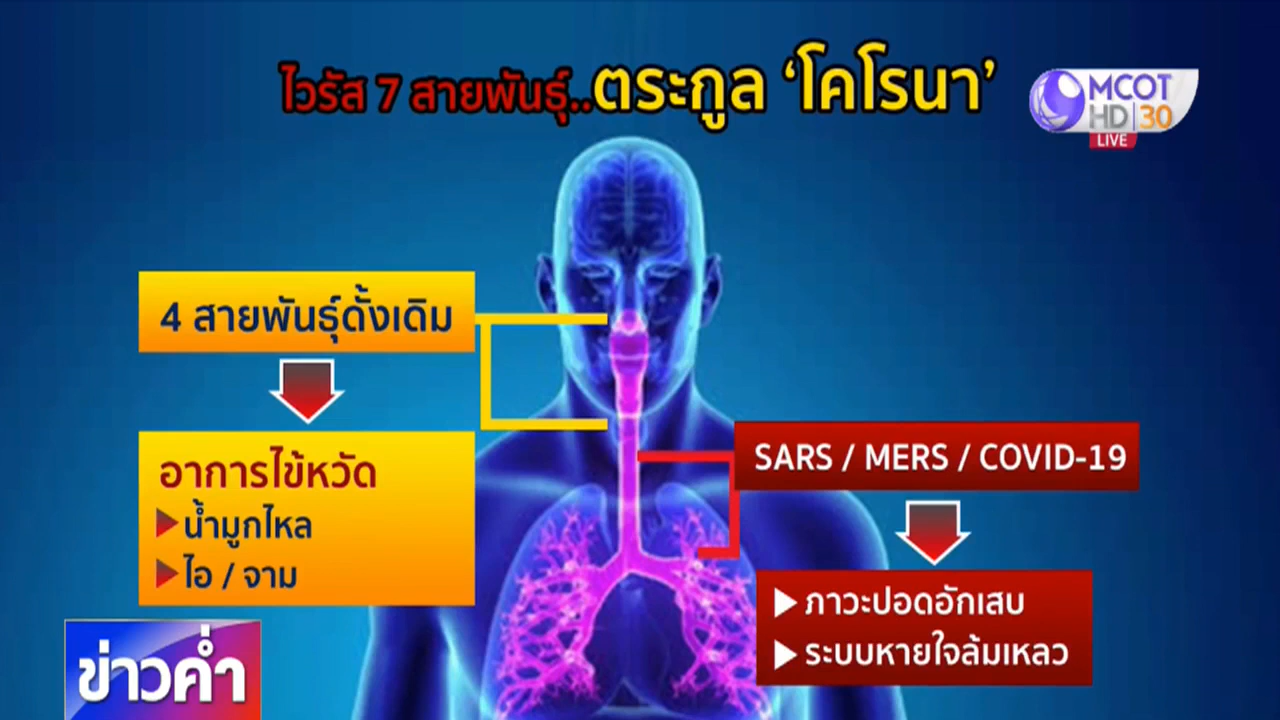 ไวรัส 7 สายพันธุ์..ตระกูล ‘โคโรนา’
MCOT
HD 30
LIVE
4 สายพันธุ์ดั้งเดิม
อาการไข้หวัด
น้ำมูกไหล
ไอ / จาม
SARS / MERS / COVID-19
ภาวะปอดอักเสบ
ระบบหายใจล้มเหลว
ข่าวค่ำ